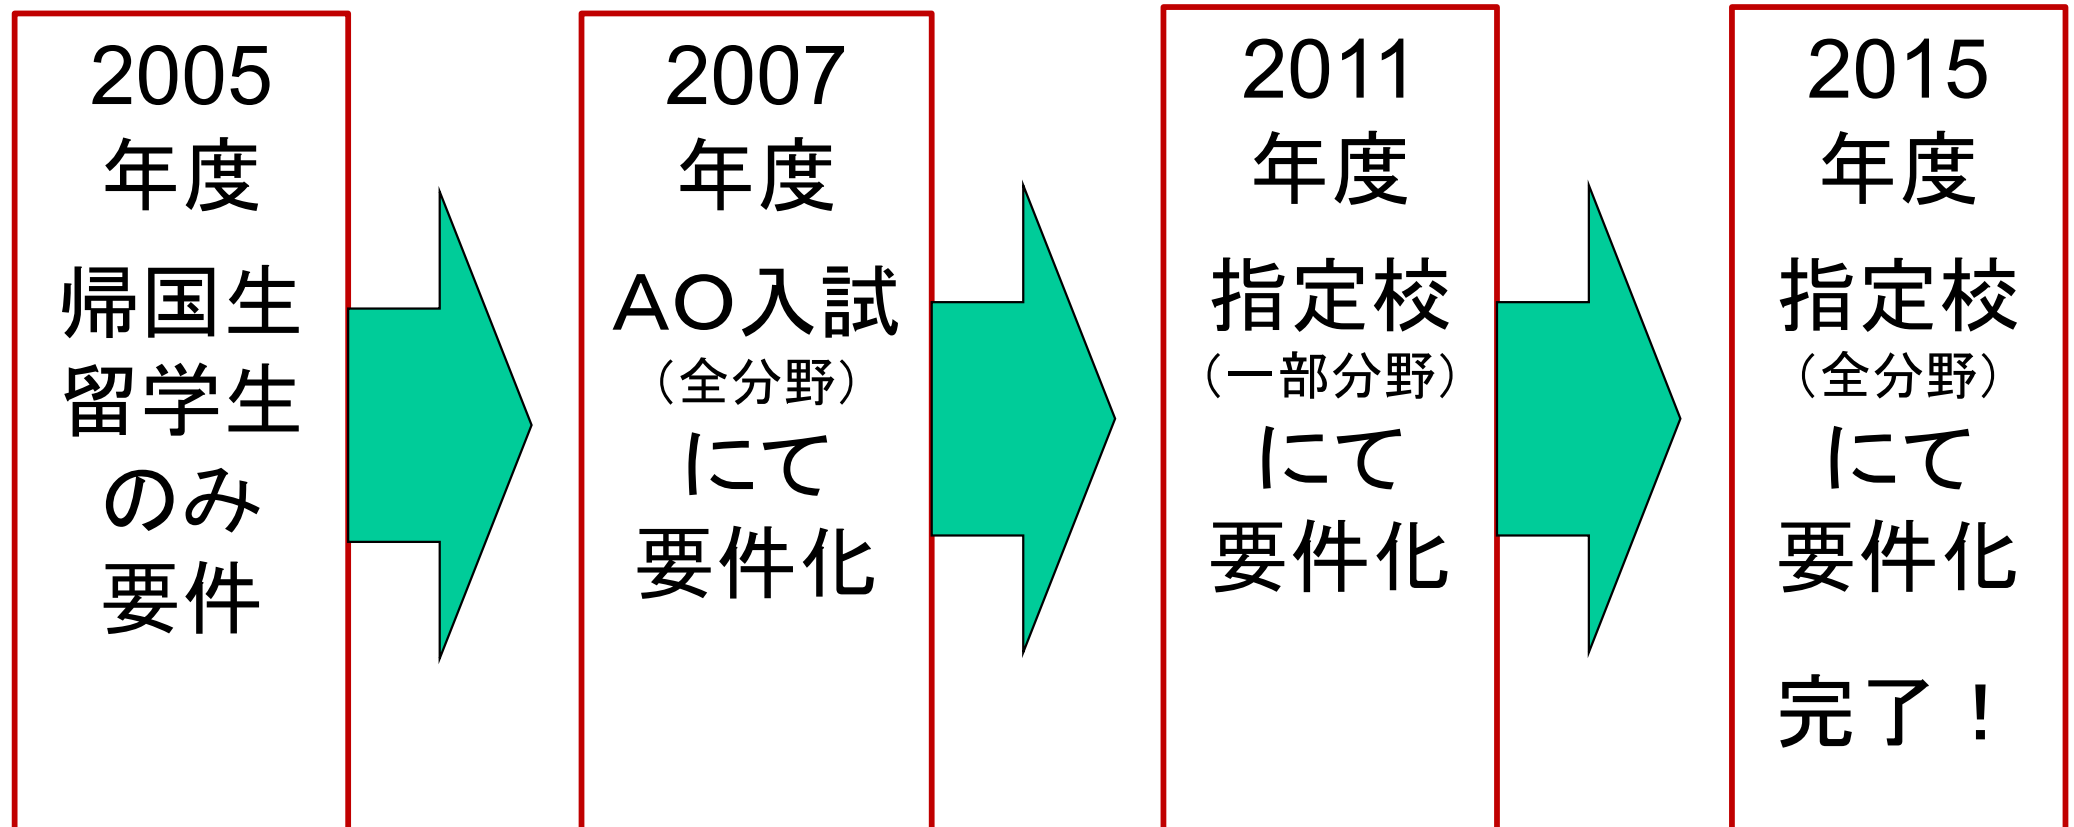 2005
年度
帰国生
留学生
のみ
要件
2007
年度
ＡＯ入試
（全分野）
にて
要件化
2011
年度
指定校
（一部分野）
にて
要件化
2015
年度
指定校
（全分野）
にて
要件化
完了！